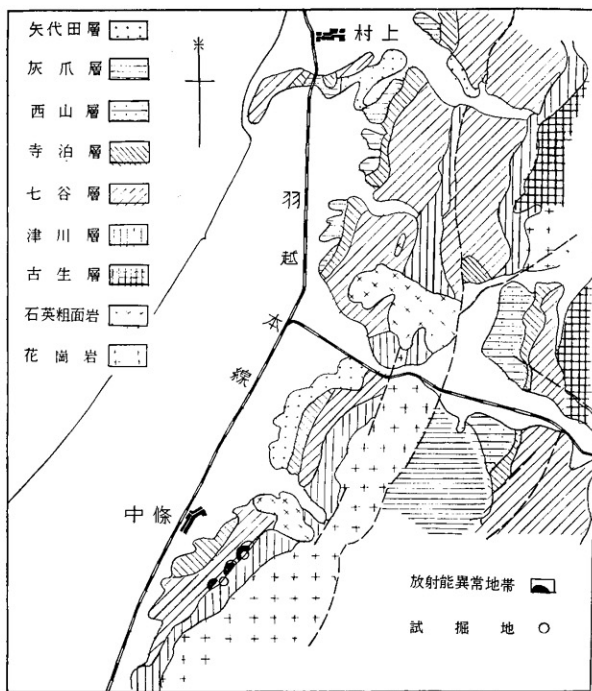 矢代田層
灰爪層
西山層
寺泊層
七谷層
津川層
古生層
石英粗面岩
花崗岩
村上
羽越本線
中條
放射能異常地帯
試掘地